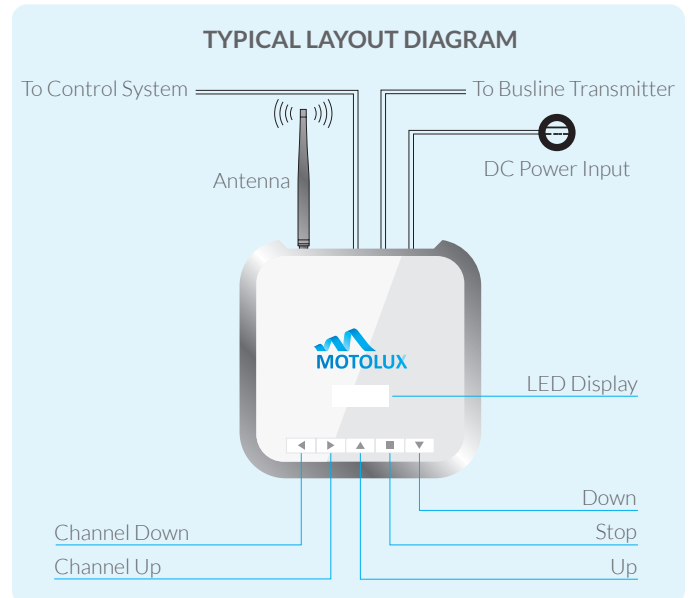 TYPICAL LAYOUT DIAGRAM
To Control System
To Busline Transmitter
Antenna
DC Power Input
MOTOLUX
LED Display
Down
Channel Down
Stop
Channel Up
Up